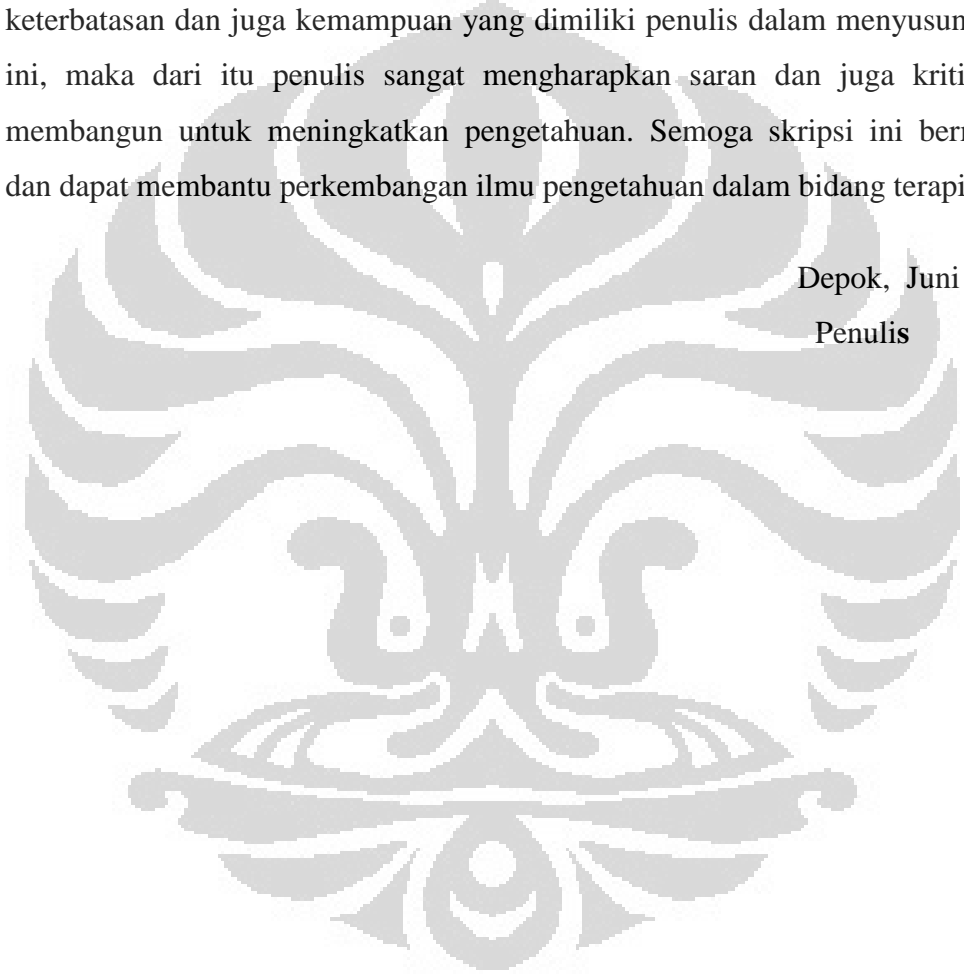 keterbatasan dan juga kemampuan yang dimiliki penulis dalam menyusun
ini, maka dari itu penulis sangat mengharapkan saran dan juga kriti
membangun untuk meningkatkan pengetahuan. Semoga skripsi ini ber
dan dapat membantu perkembangan ilmu pengetahuan dalam bidang terapi
Depok, Juni
Penulis